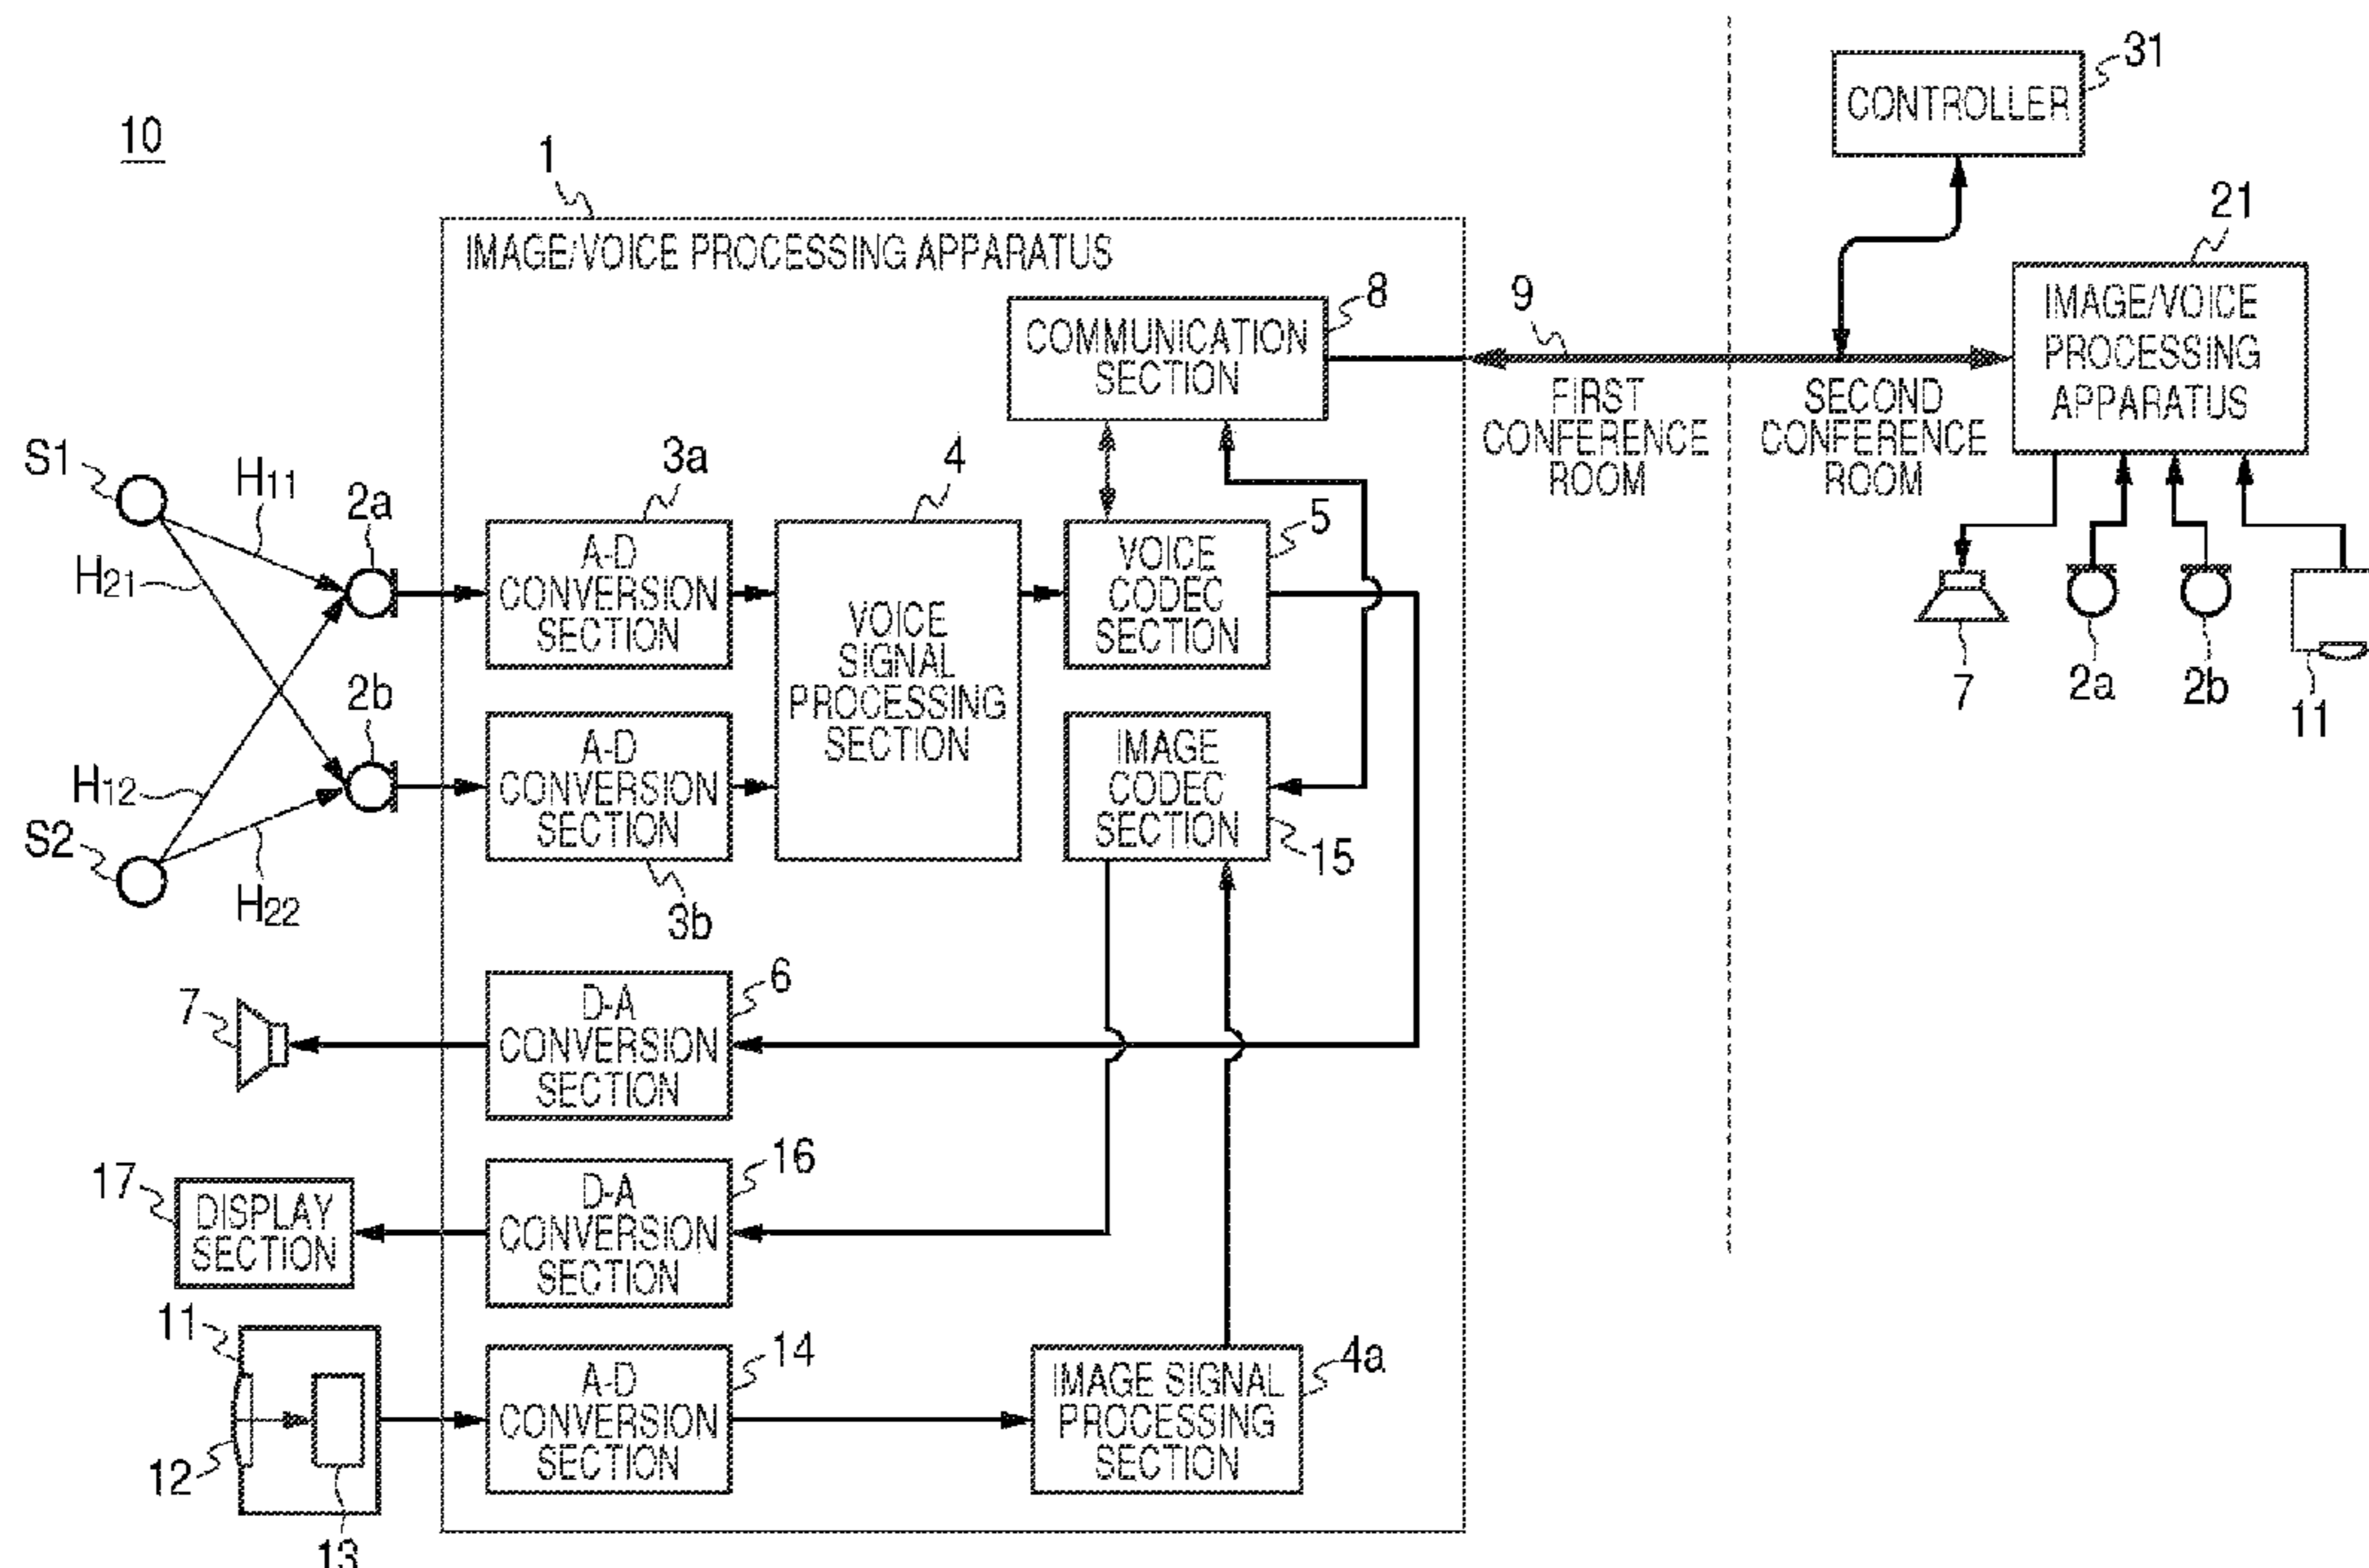 10
1
IMAGE/VOICE PROCESSING APPARATUS
S1
H11
H21
2a
H12
2b
S2
H22
3a
A-D
CONVERSION
SECTION
A-D
CONVERSION
SECTION
3b
4
VOICE
SIGNAL
PROCESSING
SECTION
COMMUNICATION
SECTION
8
VOICE
CODEC
SECTION
5
IMAGE
CODEC
SECTION
15
7
D-A
CONVERSION
SECTION
6
17
DISPLAY
SECTION
D-A
CONVERSION
SECTION
16
11
12
13
A-D
CONVERSION
SECTION
14
IMAGE SIGNAL
PROCESSING
SECTION
4a
9
FIRST
CONFERENCE
ROOM
SECOND
CONFERENCE
ROOM
CONTROLLER
31
21
IMAGE/VOICE
PROCESSING
APPARATUS
7
2a
2b
11